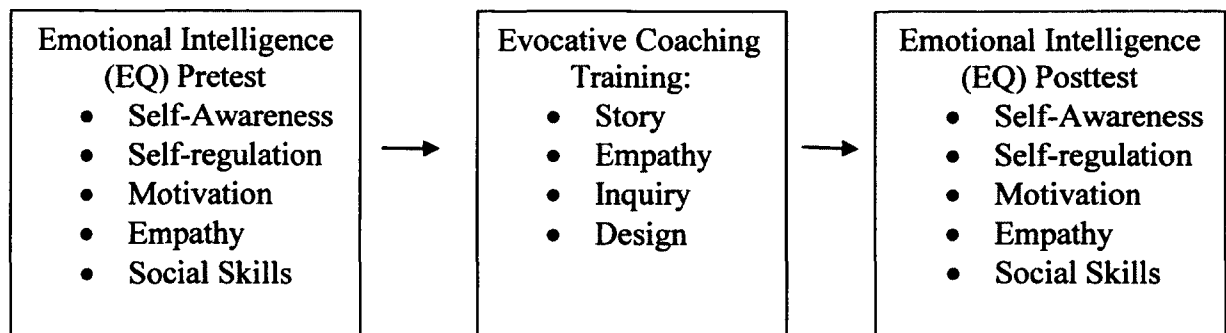 Emotional Intelligence
(EQ) Pretest
• Self-Awareness
• Self-regulation
• Motivation
• Empathy
• Social Skills
Evocative Coaching
Training:
• Story
• Empathy
• Inquiry
• Design
Emotional Intelligence
(EQ) Posttest
• Self-Awareness
• Self-regulation
• Motivation
• Empathy
• Social Skills